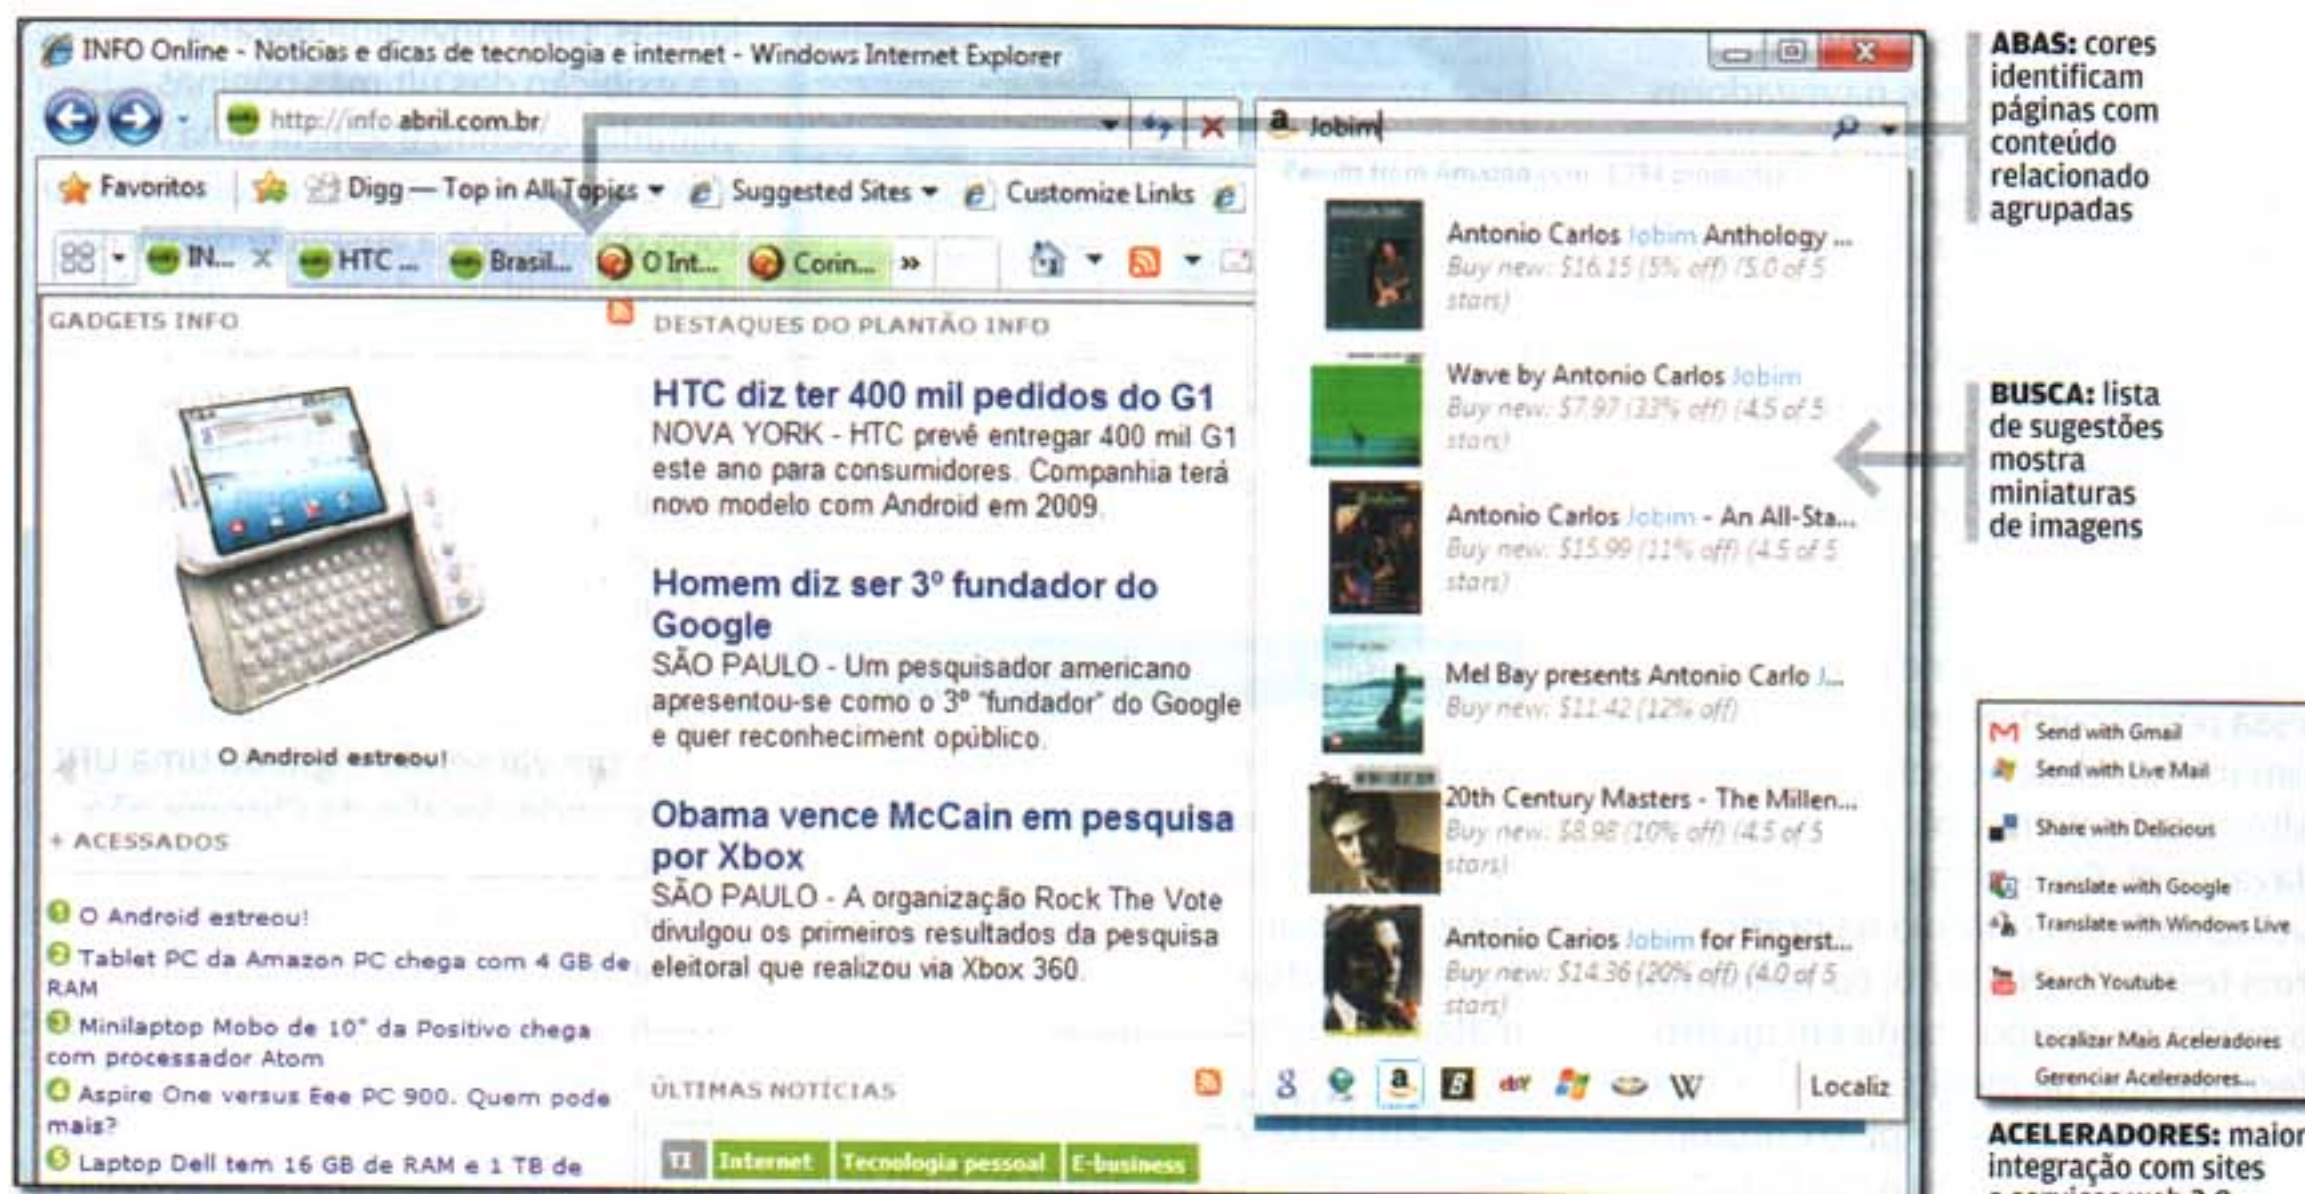 INFO Online - Notícias e dicas de tecnologia e internet - Windows Internet Explorer
http://info.abril.com.br/
a Jobim
Favoritos
Digg — Top in All Topics
Suggested Sites
Customize Links
IN...
HTC ...
Brasil...
O Int...
Corin...
»
GADGETS INFO
O Android estreou!
+ ACESSADOS
1 O Android estreou!
2 Tablet PC da Amazon PC chega com 4 GB de
RAM
3 Minilaptop Mobo de 10" da Positivo chega
com processador Atom
4 Aspire One versus Eee PC 900. Quem pode
mais?
5 Laptop Dell tem 16 GB de RAM e 1 TB de
DESTAQUES DO PLANTÃO INFO
HTC diz ter 400 mil pedidos do G1
NOVA YORK - HTC prevê entregar 400 mil G1
este ano para consumidores. Companhia terá
novo modelo com Android em 2009.
Homem diz ser 3º fundador do
Google
SÃO PAULO - Um pesquisador americano
apresentou-se como o 3º "fundador" do Google
e quer reconheciment opúblico.
Obama vence McCain em pesquisa
por Xbox
SÃO PAULO - A organização Rock The Vote
divulgou os primeiros resultados da pesquisa
eleitoral que realizou via Xbox 360.
ÚLTIMAS NOTÍCIAS
TI Internet Tecnologia pessoal E-business
Antonio Carlos Jobim Anthology ...
Buy new: $16.15 (5% off) (5.0 of 5
stars)
Wave by Antonio Carlos Jobim
Buy new: $7.97 (33% off) (4.5 of 5
stars)
Antonio Carlos Jobim - An All-Sta...
Buy new: $15.99 (11% off) (4.5 of 5
stars)
Mel Bay presents Antonio Carlo J...
Buy new: $11.42 (12% off)
20th Century Masters - The Millen...
Buy new: $8.98 (10% off) (4.5 of 5
stars)
Antonio Carlos Jobim for Fingerst...
Buy new: $14.36 (20% off) (4.0 of 5
stars)
g a B ebY W Localiz
ABAS: cores
identificam
páginas com
conteúdo
relacionado
agrupadas
BUSCA: lista
de sugestões
mostra
miniaturas
de imagens
Send with Gmail
Send with Live Mail
Share with Delicious
Translate with Google
Translate with Windows Live
Search Youtube
Localizar Mais Aceleradores
Gerenciar Aceleradores...
ACELERADORES: maior
integração com sites